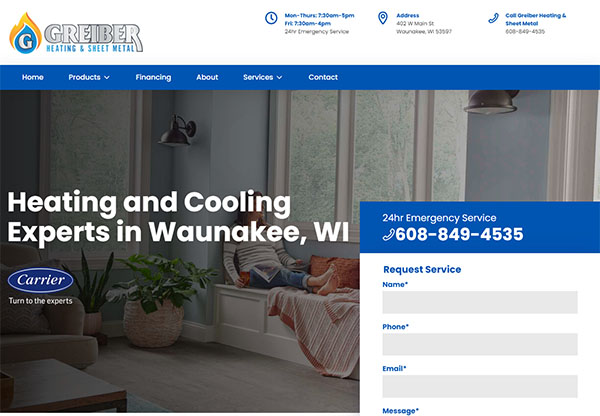 G GREIBER
HEATING & SHEET METAL
Mon-Thurs: 7:30am-5pm
Fri: 7:30am-4pm
24hr Emergency Service
Address
402 W Main St
Waunakee, WI 53597
Call Greiber Heating &
Sheet Metal
608-849-4535
Home Products Financing About Services Contact
Heating and Cooling
Experts in Waunakee, WI
Carrier
Turn to the experts
24hr Emergency Service
608-849-4535
Request Service
Name*
Phone*
Email*
Message*